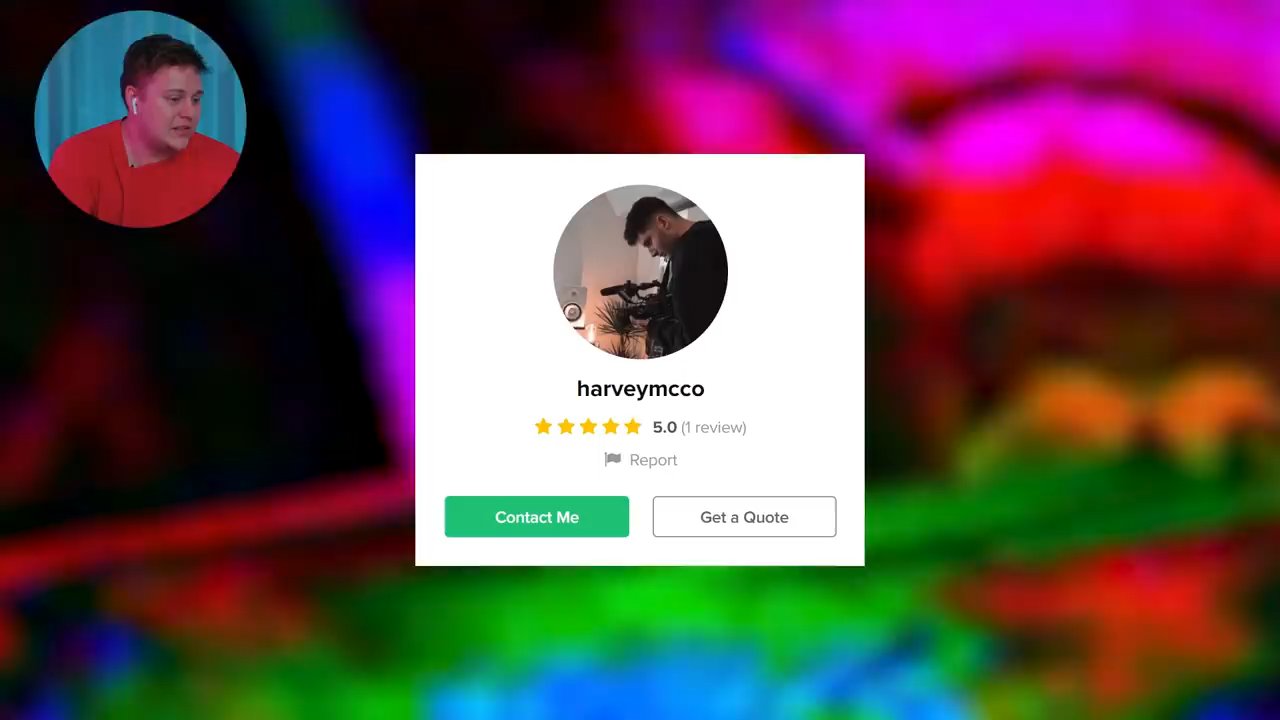 harveymcco
5.0 (1 review)
Report
Contact Me
Get a Quote